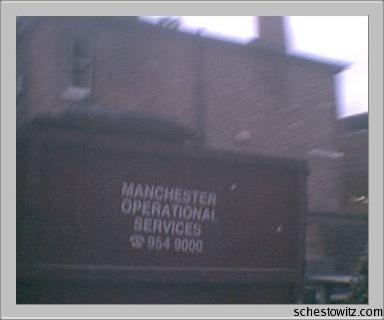 MANCHESTER
OPERATIONAL
SERVICES
☎ 954 9000
schestowitz.com